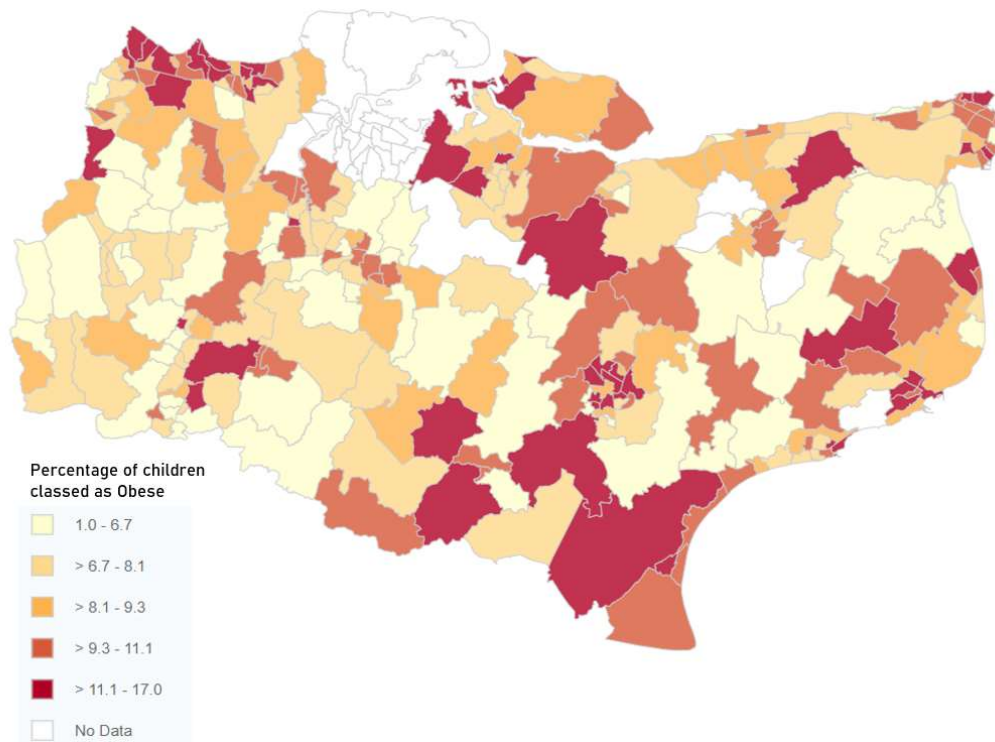 Percentage of children
classed as Obese
1.0 - 6.7
> 6.7 - 8.1
> 8.1 - 9.3
> 9.3 - 11.1
> 11.1 - 17.0
No Data